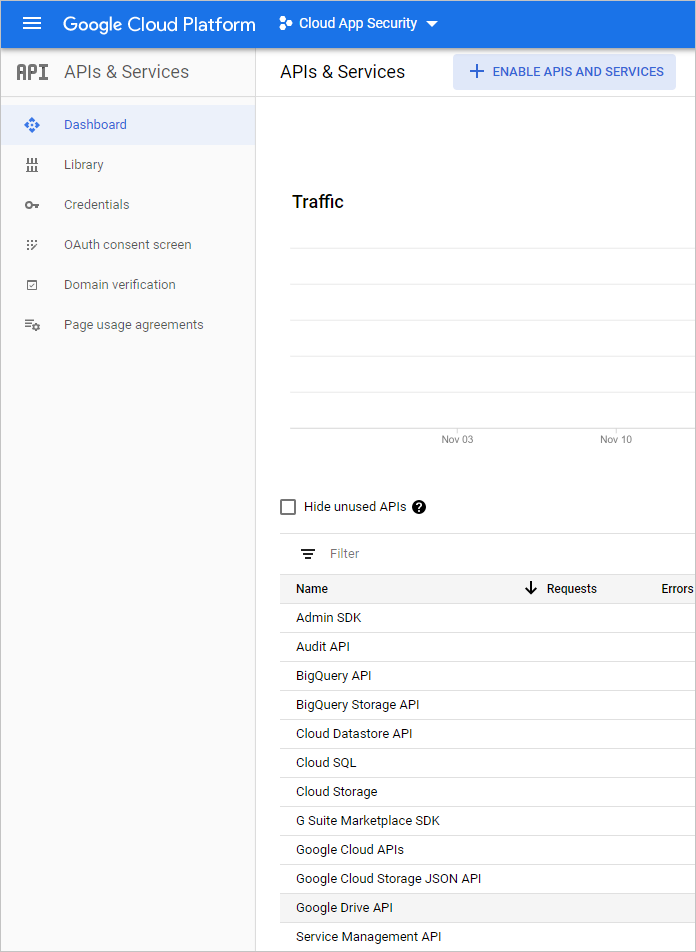 Google Cloud Platform
Cloud App Security
API APIs & Services
APIs & Services
ENABLE APIS AND SERVICES
Dashboard
Library
Credentials
OAuth consent screen
Domain verification
Page usage agreements
Traffic
Nov 03
Nov 10
Hide unused APIs ?
Filter
Name Requests Errors
Admin SDK
Audit API
BigQuery API
BigQuery Storage API
Cloud Datastore API
Cloud SQL
Cloud Storage
G Suite Marketplace SDK
Google Cloud APIs
Google Cloud Storage JSON API
Google Drive API
Service Management API